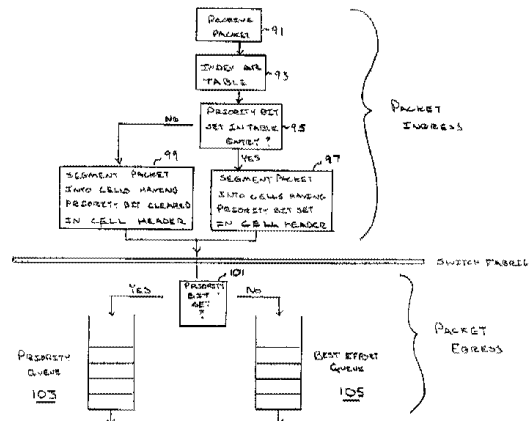 RECEIVE
PACKET
91
INDEX
TABLE
93
PRIORITY BIT
SET IN TABLE
ENTRY?
95
NO
YES
PACKET
INGRESS
99
SEGMENT PACKET
INTO CELLS HAVING
PRIORITY BIT CLEARED
IN CELL HEADER
97
SEGMENT PACKET
INTO CELLS HAVING
PRIORITY BIT SET
IN CELL HEADER
SWITCH FABRIC
101
PRIORITY
BIT
SET
?
YES
NO
PRIORITY
QUEUE
103
BEST EFFORT
QUEUE
105
PACKET
EGRESS